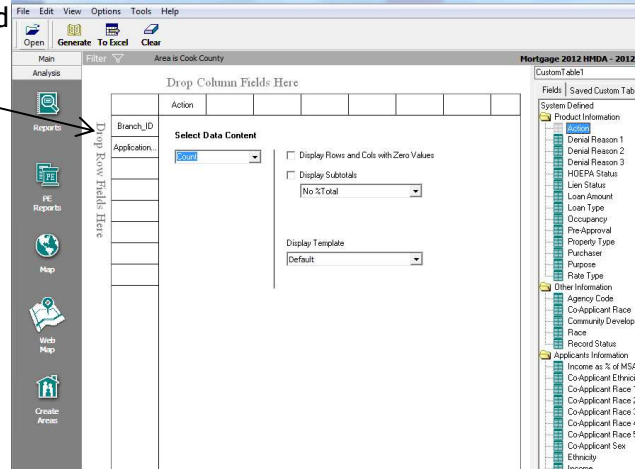 d
File Edit View Options Tools Help
Open Generate To Excel Clear
Main
Filter Area is Cook County
Mortgage 2012 HMDA - 2012
Analysis
Reports
PE
PE Reports
Map
Web Map
Create Areas
Drop Column Fields Here
Action
Drop Row Fields Here
Branch_ID
Application...
Select Data Content
Count
Display Rows and Cols with Zero Values
Display Subtotals
No %Total
Display Template
Default
CustomTable1
Fields Saved Custom Tab
System Defined
Product Information
Action
Denial Reason 1
Denial Reason 2
Denial Reason 3
HOEPA Status
Lien Status
Loan Amount
Loan Type
Occupancy
Pre-Approval
Property Type
Purchaser
Purpose
Rate Type
Other Information
Agency Code
Co-Applicant Race
Community Develop
Race
Record Status
Applicants Information
Income as % of MSA
Co-Applicant Ethnici
Co-Applicant Race
Co-Applicant Race 2
Co-Applicant Race 3
Co-Applicant Race 4
Co-Applicant Race 5
Co-Applicant Sex
Ethnicity
Income